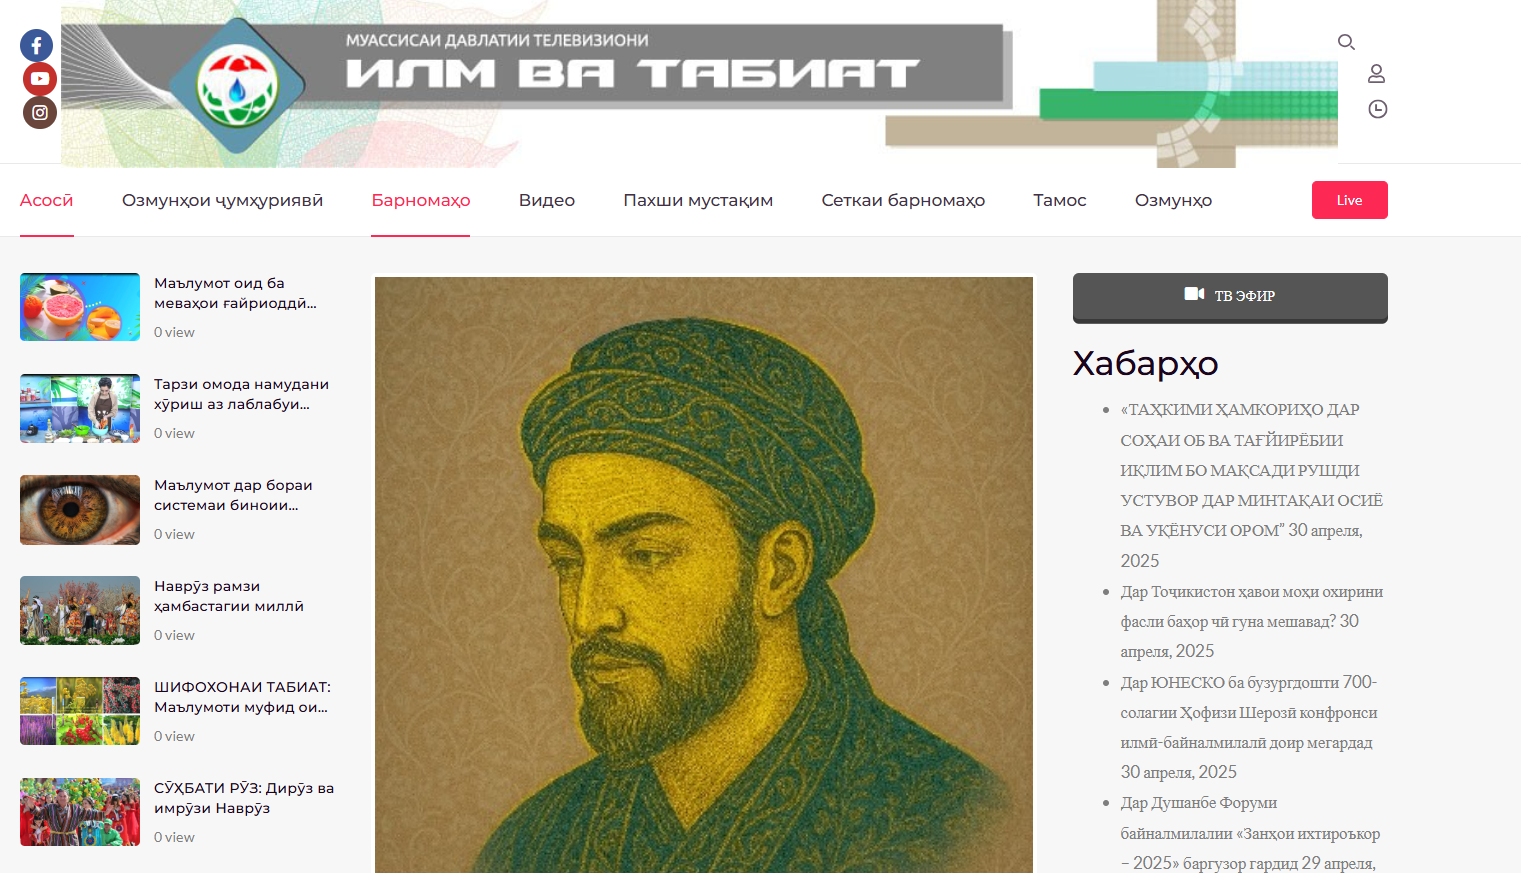 МУАССИСАИ ДАВЛАТИИ ТЕЛЕВИЗИОНИ
ИЛМ ВА ТАБИАТ
Асосӣ
Озмунҳои ҷумҳуриявӣ
Барномаҳо
Видео
Пахши мустақим
Сеткаи барномаҳо
Тамос
Озмунҳо
Live
Маълумот оид ба
меваҳои ғайриоддӣ...
0 view
Тарзи омода намудани
хӯриш аз лаблабуи...
0 view
Маълумот дар бораи
системаи биноии...
0 view
Наврӯз рамзи
ҳамбастагии миллӣ
0 view
ШИФОХОНАИ ТАБИАТ:
Маълумоти муфид ои...
0 view
СӮҲБАТИ РӮЗ: Дирӯз ва
имрӯзи Наврӯз
0 view
ТВ ЭФИР
Хабарҳо
«ТАҲКИМИ ҲАМКОРИҲО ДАР
СОҲАИ ОБ ВА ТАҒЙИРЁБИИ
ИҚЛИМ БО МАҚСАДИ РУШДИ
УСТУВОР ДАР МИНТАҚАИ ОСИЁ
ВА УҚЁНУСИ ОРОМ” 30 апреля,
2025
Дар Тоҷикистон ҳавои моҳи охирини
фасли баҳор чӣ гуна мешавад? 30
апреля, 2025
Дар ЮНЕСКО ба бузургдошти 700-
солагии Ҳофизи Шерозӣ конфронси
илмӣ-байналмилалӣ доир мегардад
30 апреля, 2025
Дар Душанбе Форуми
байналмилалии «Занҳои ихтироъкор
– 2025» баргузор гардид 29 апреля,